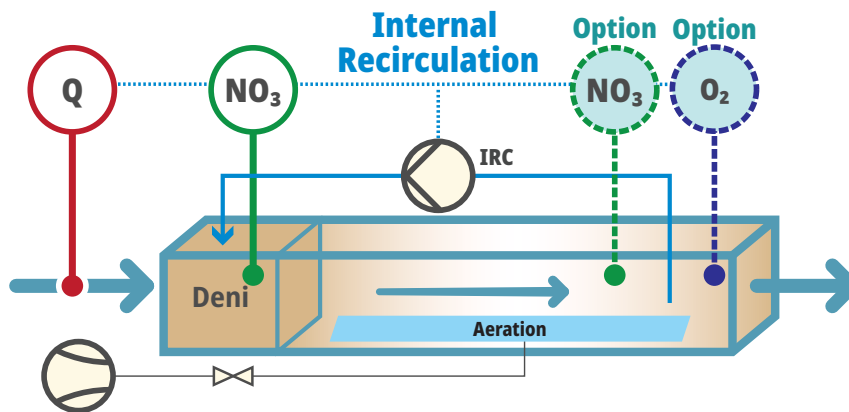 Internal
Recirculation
Option
Option
Q
NO₃
NO₃
O₂
IRC
Deni
Aeration